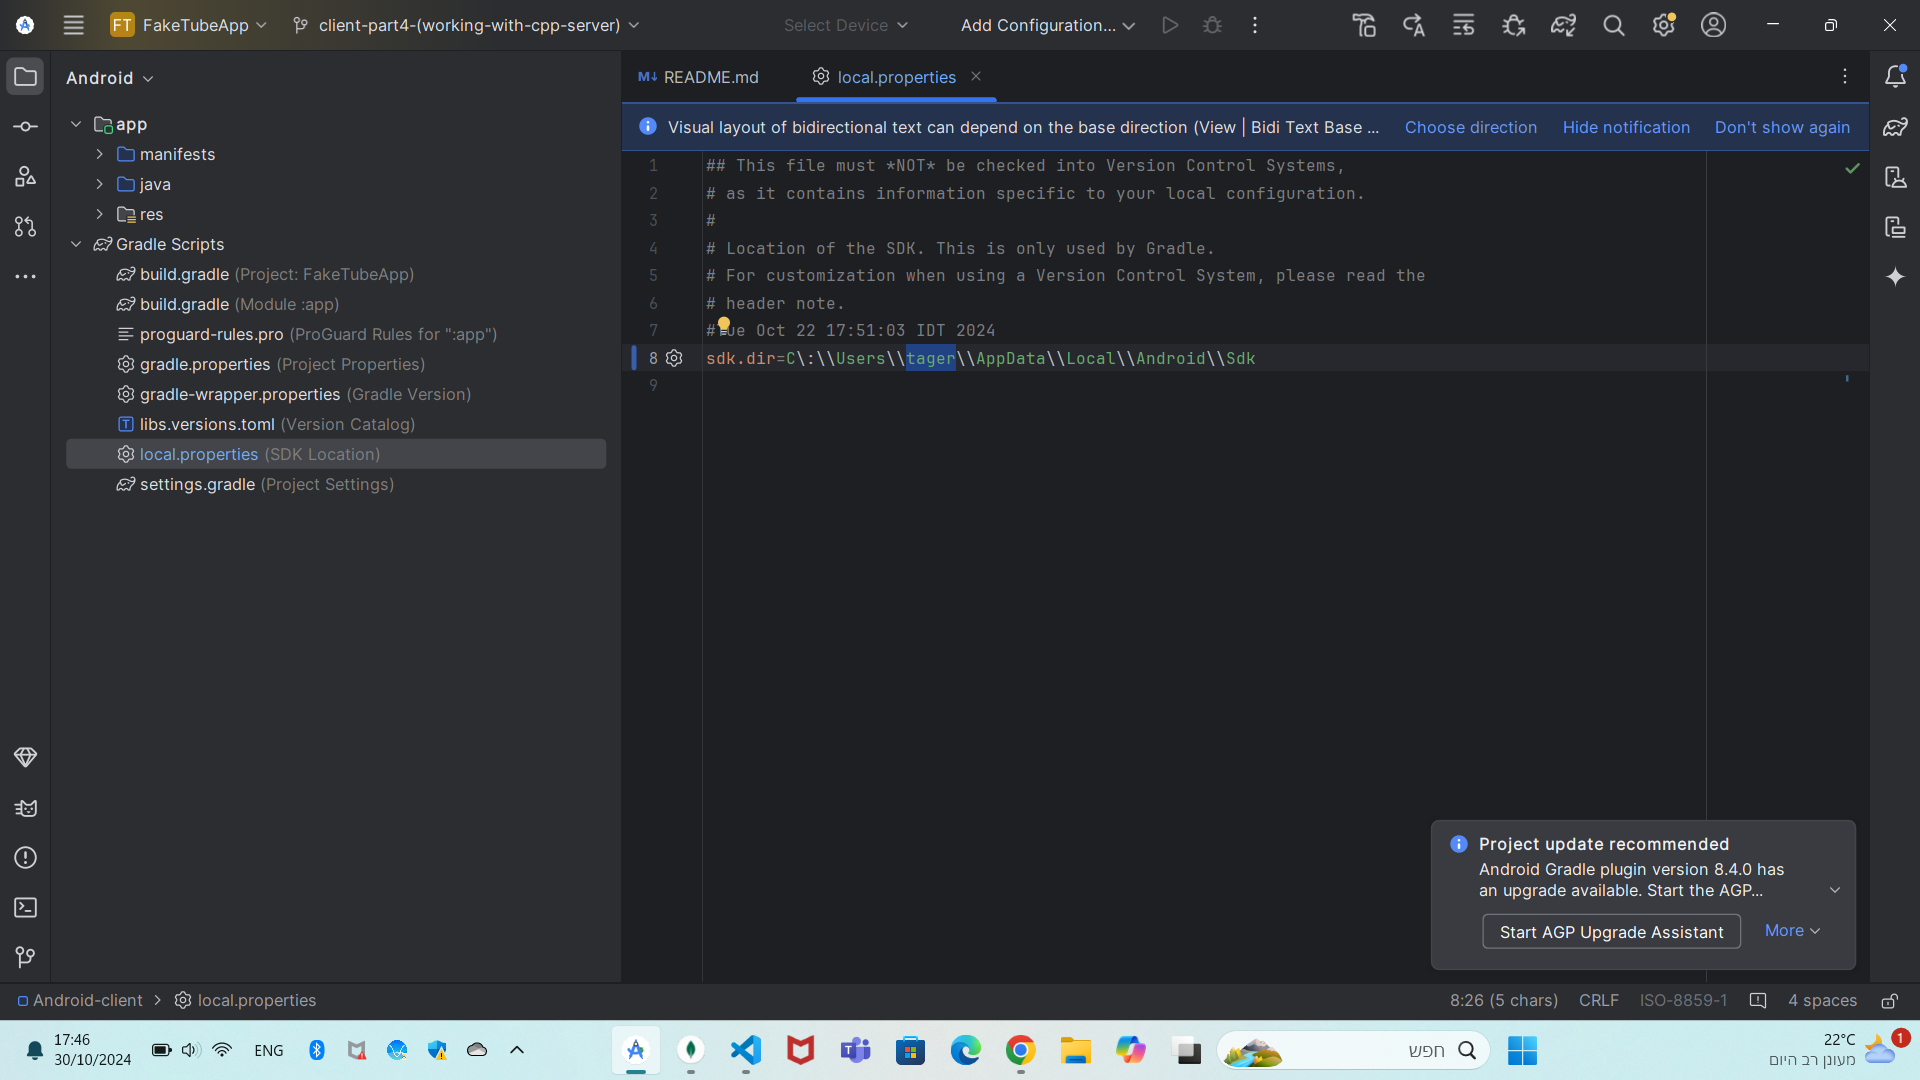 FT FakeTubeApp client-part4-(working-with-cpp-server) Select Device Add Configuration...
Android
app
manifests
java
res
Gradle Scripts
build.gradle (Project: FakeTubeApp)
build.gradle (Module :app)
proguard-rules.pro (ProGuard Rules for ":app")
gradle.properties (Project Properties)
gradle-wrapper.properties (Gradle Version)
libs.versions.toml (Version Catalog)
local.properties (SDK Location)
settings.gradle (Project Settings)
M↓ README.md local.properties
Visual layout of bidirectional text can depend on the base direction (View | Bidi Text Base ... Choose direction Hide notification Don't show again
1 ## This file must *NOT* be checked into Version Control Systems,
2 # as it contains information specific to your local configuration.
3 #
4 # Location of the SDK. This is only used by Gradle.
5 # For customization when using a Version Control System, please read the
6 # header note.
7 #Tue Oct 22 17:51:03 IDT 2024
8 sdk.dir=C\:\\Users\\tager\\AppData\\Local\\Android\\Sdk
9
Project update recommended
Android Gradle plugin version 8.4.0 has
an upgrade available. Start the AGP...
Start AGP Upgrade Assistant More
Android-client > local.properties 8:26 (5 chars) CRLF ISO-8859-1 4 spaces
17:46
30/10/2024
ENG
חפש
22°C
מעונן רב היום
1